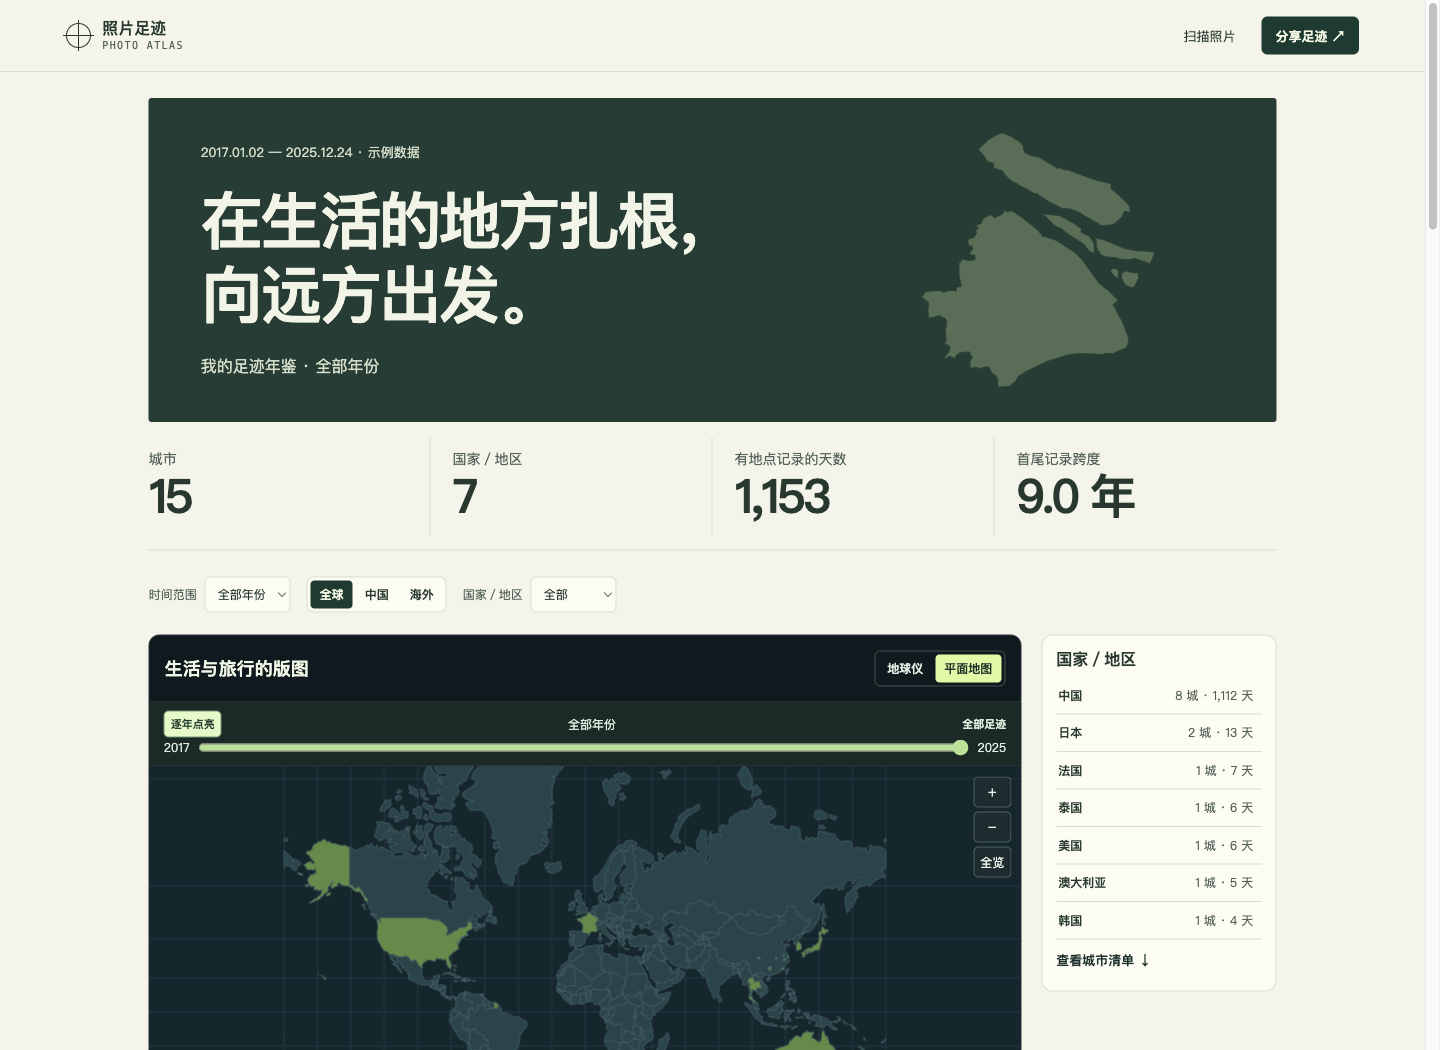 照片足迹
PHOTO ATLAS
扫描照片
分享足迹 ↗
2017.01.02 — 2025.12.24 · 示例数据
在生活的地方扎根，
向远方出发。
我的足迹年鉴 · 全部年份
城市
15
国家 / 地区
7
有地点记录的天数
1,153
首尾记录跨度
9.0 年
时间范围
全部年份
全球
中国
海外
国家 / 地区
全部
生活与旅行的版图
地球仪
平面地图
逐年点亮
全部年份
全部足迹
2017
2025
+
−
全览
国家 / 地区
中国 8 城 · 1,112 天
日本 2 城 · 13 天
法国 1 城 · 7 天
泰国 1 城 · 6 天
美国 1 城 · 6 天
澳大利亚 1 城 · 5 天
韩国 1 城 · 4 天
查看城市清单 ↓